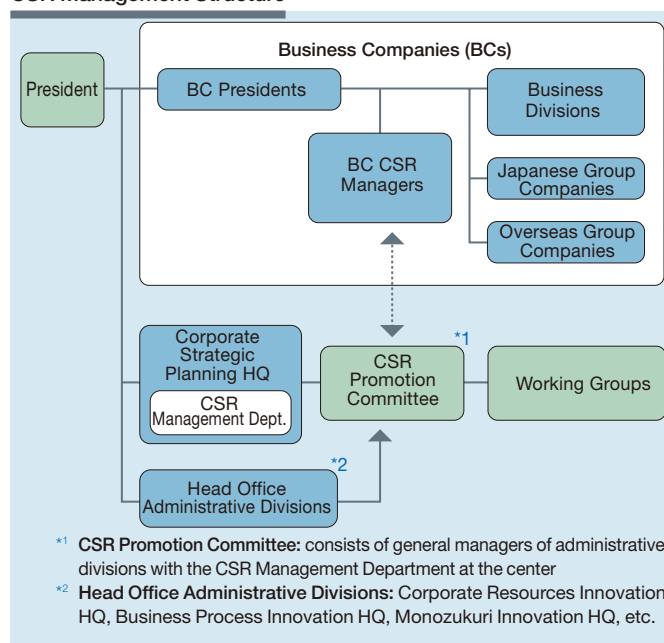 CSR Management Structure
Business Companies (BCs)
President
BC Presidents
Business
Divisions
BC CSR
Managers
Japanese Group
Companies
Overseas Group
Companies
*1
Corporate
Strategic
Planning HQ
CSR
Management Dept.
CSR
Promotion
Committee
Working Groups
*2
Head Office
Administrative Divisions
*1 CSR Promotion Committee: consists of general managers of administrative
divisions with the CSR Management Department at the center
*2 Head Office Administrative Divisions: Corporate Resources Innovation
HQ, Business Process Innovation HQ, Monozukuri Innovation HQ, etc.